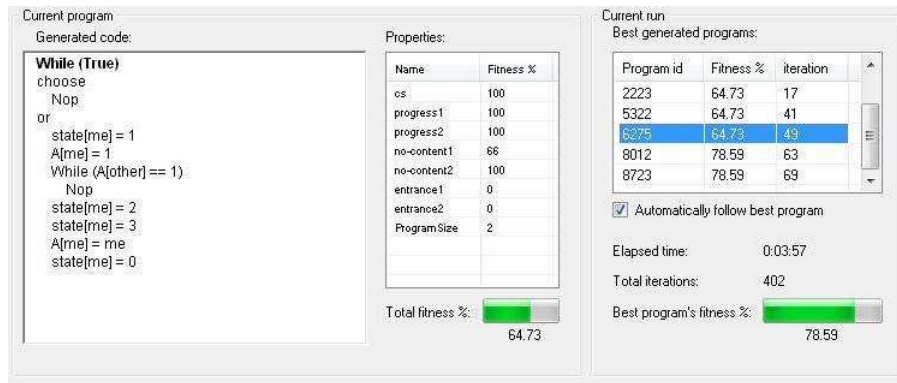 Current program
Generated code:
While (True)
choose
Nop
or
state[me] = 1
A[me] = 1
While (A[other] == 1)
Nop
state[me] = 2
state[me] = 3
A[me] = me
state[me] = 0
Properties:
Name Fitness %
cs 100
progress1 100
progress2 100
no-content1 66
no-content2 100
entrance1 0
entrance2 0
Program Size 2
Total fitness %:
64.73
Current run
Best generated programs:
Program id Fitness % iteration
2223 64.73 17
5322 64.73 41
6275 64.73 49
8012 78.59 63
8723 78.59 69
Automatically follow best program
Elapsed time: 0:03:57
Total iterations: 402
Best program's fitness %:
78.59